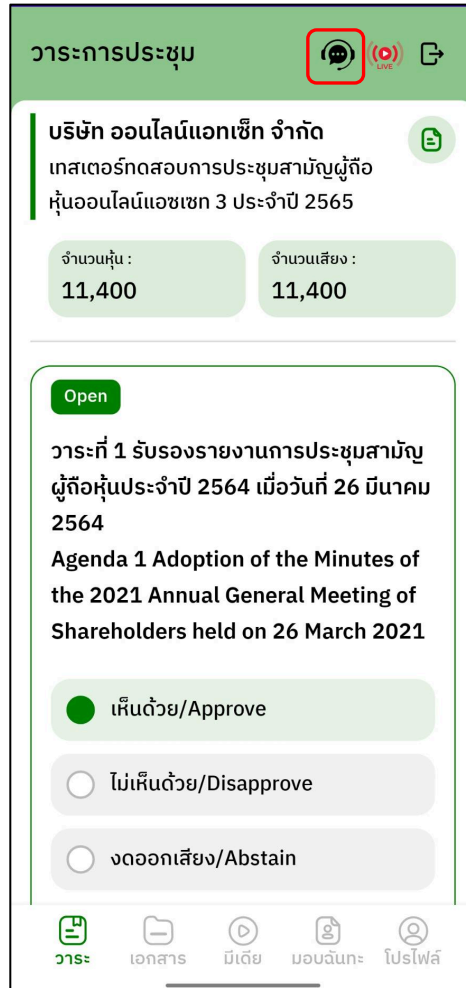 วาระการประชุม
LIVE
บริษัท ออนไลน์แอทเซ็ท จำกัด
เทสเตอร์ทดสอบการประชุมสามัญผู้ถือ
หุ้นออนไลน์แอซเซท 3 ประจำปี 2565
จำนวนหุ้น :
11,400
จำนวนเสียง :
11,400
Open
วาระที่ 1 รับรองรายงานการประชุมสามัญ
ผู้ถือหุ้นประจำปี 2564 เมื่อวันที่ 26 มีนาคม
2564
Agenda 1 Adoption of the Minutes of
the 2021 Annual General Meeting of
Shareholders held on 26 March 2021
เห็นด้วย/Approve
ไม่เห็นด้วย/Disapprove
งดออกเสียง/Abstain
วาระ
เอกสาร
มีเดีย
มอบฉันทะ
โปรไฟล์